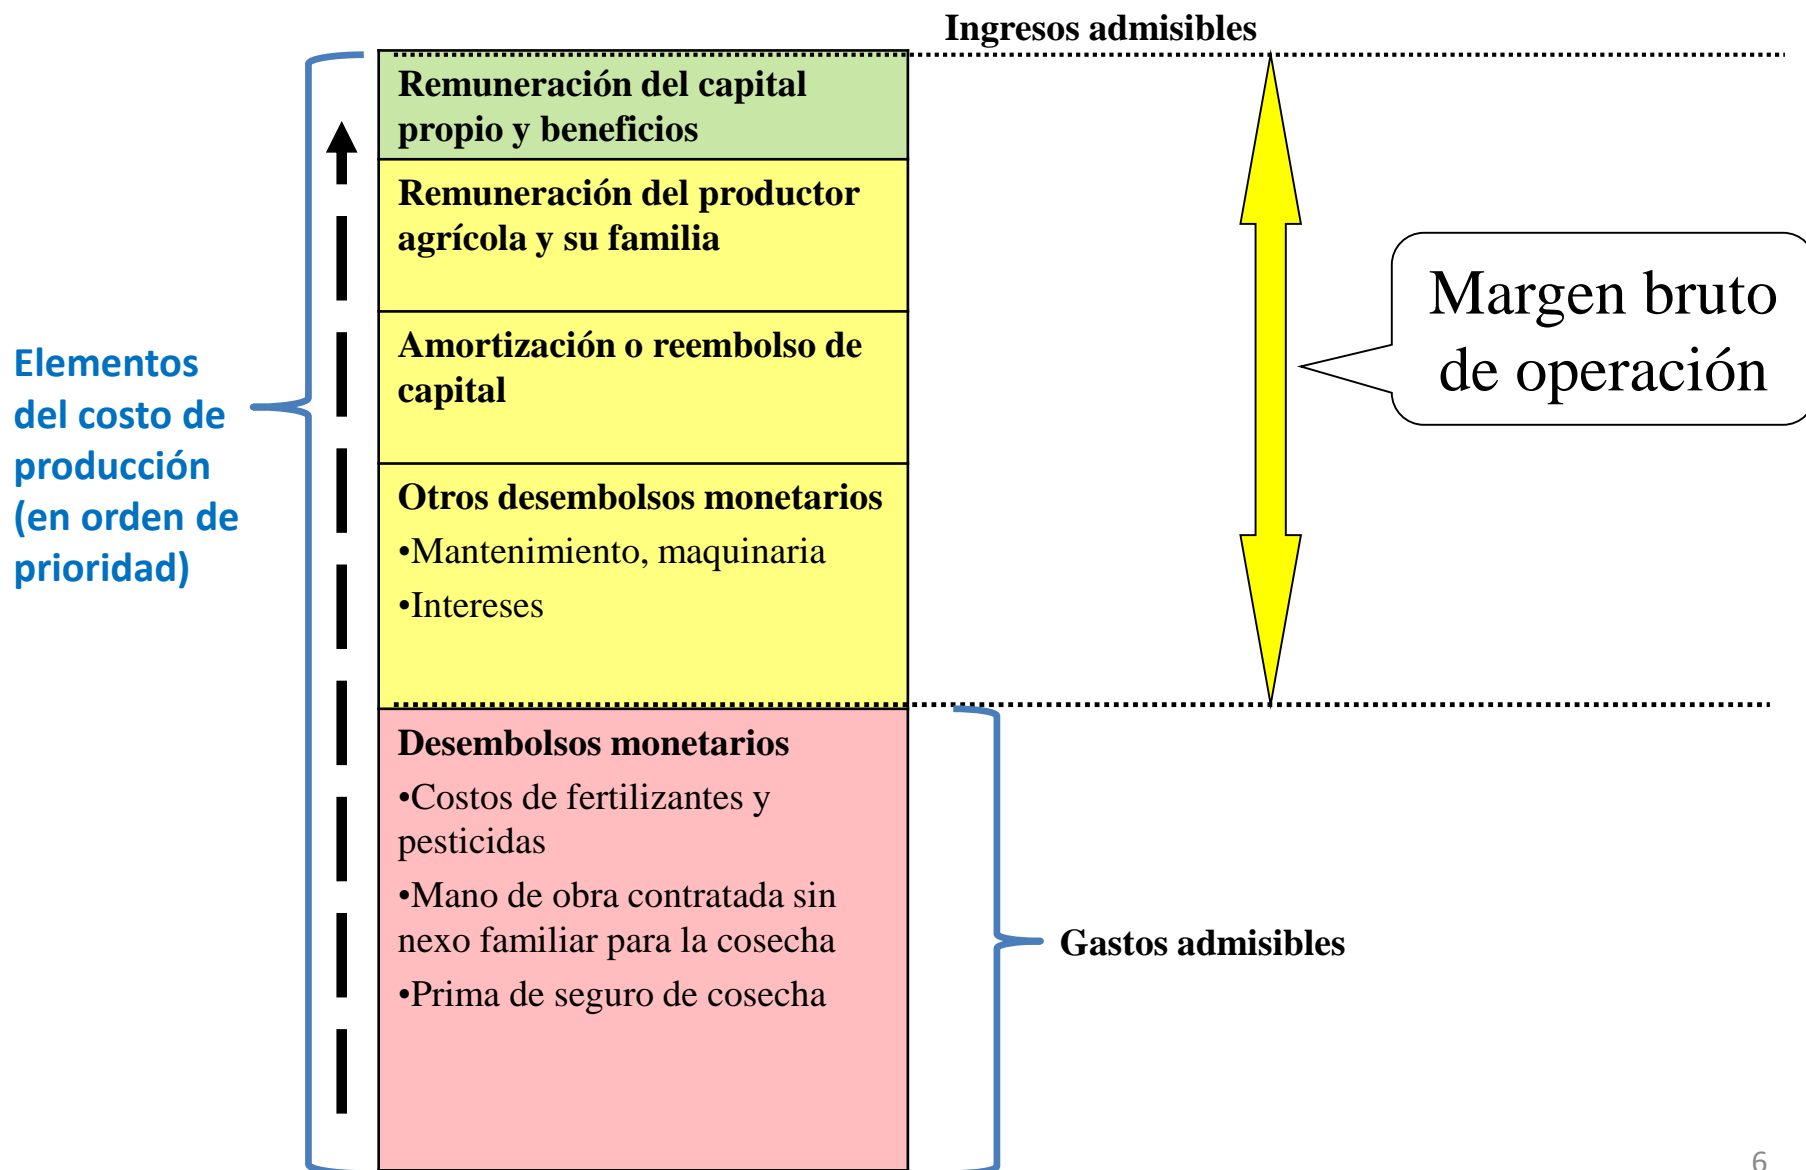 Ingresos admisibles
Remuneración del capital
propio y beneficios
Remuneración del productor
agrícola y su familia
Amortización o reembolso de
capital
Otros desembolsos monetarios
•Mantenimiento, maquinaria
•Intereses
Desembolsos monetarios
•Costos de fertilizantes y
pesticidas
•Mano de obra contratada sin
nexo familiar para la cosecha
•Prima de seguro de cosecha
Elementos
del costo de
producción
(en orden de
prioridad)
Margen bruto
de operación
Gastos admisibles
6